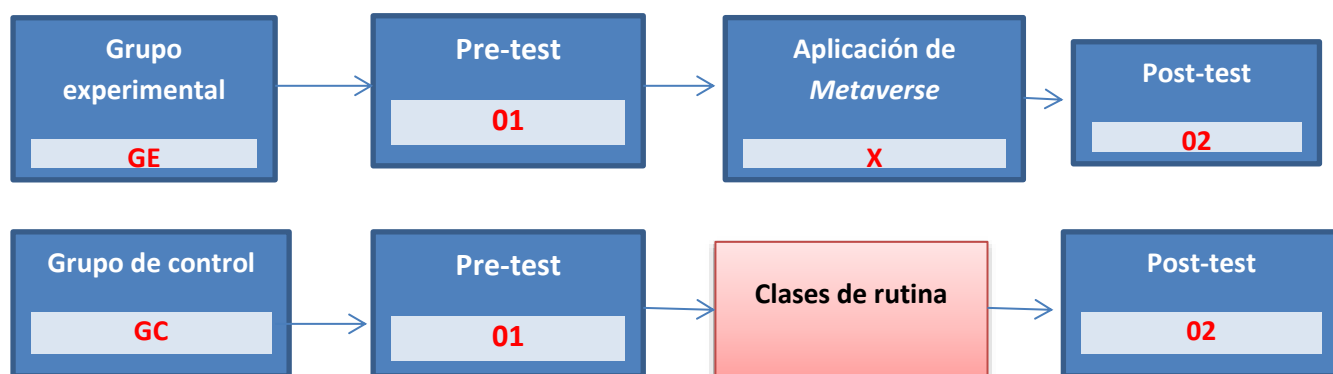 Grupo
experimental
GE
Pre-test
01
Aplicación de
Metaverse
X
Post-test
02
Grupo de control
GC
Pre-test
01
Clases de rutina
Post-test
02